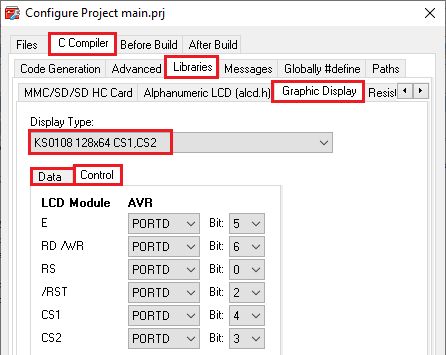 Configure Project main.prj
Files C Compiler Before Build After Build
Code Generation Advanced Libraries Messages Globally #define Paths
MMC/SD/SD HC Card Alphanumeric LCD (alcd.h) Graphic Display Resist
Display Type:
KS0108 128x64 CS1,CS2
Data Control
LCD Module AVR
E PORTD Bit: 5
RD /WR PORTD Bit: 6
RS PORTD Bit: 0
/RST PORTD Bit: 2
CS1 PORTD Bit: 4
CS2 PORTD Bit: 3